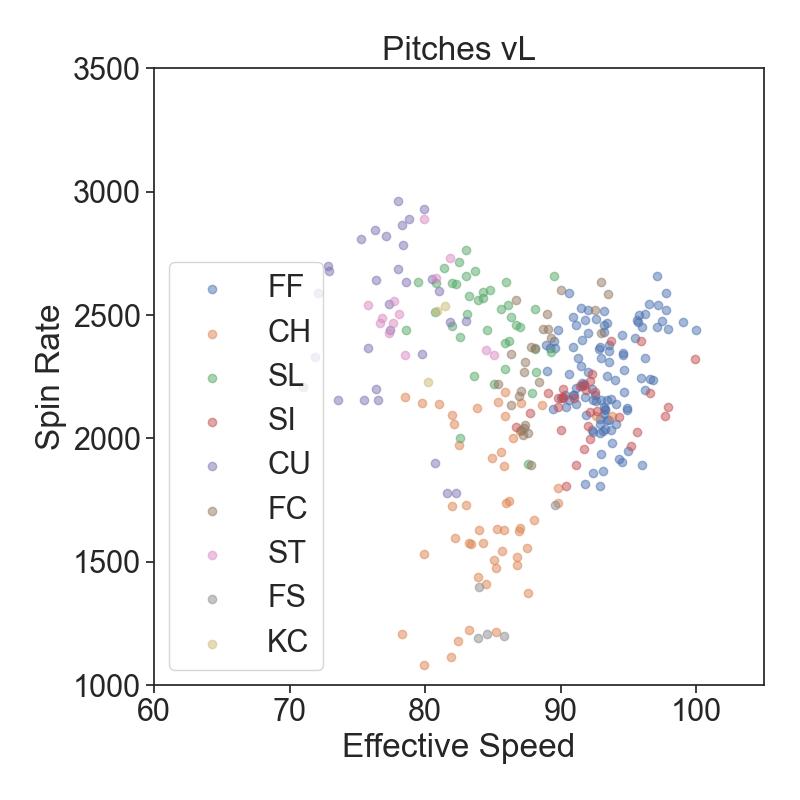 Pitches vL
3500
3000
2500
2000
1500
1000
Spin Rate
FF
CH
SL
SI
CU
FC
ST
FS
KC
60 70 80 90 100
Effective Speed